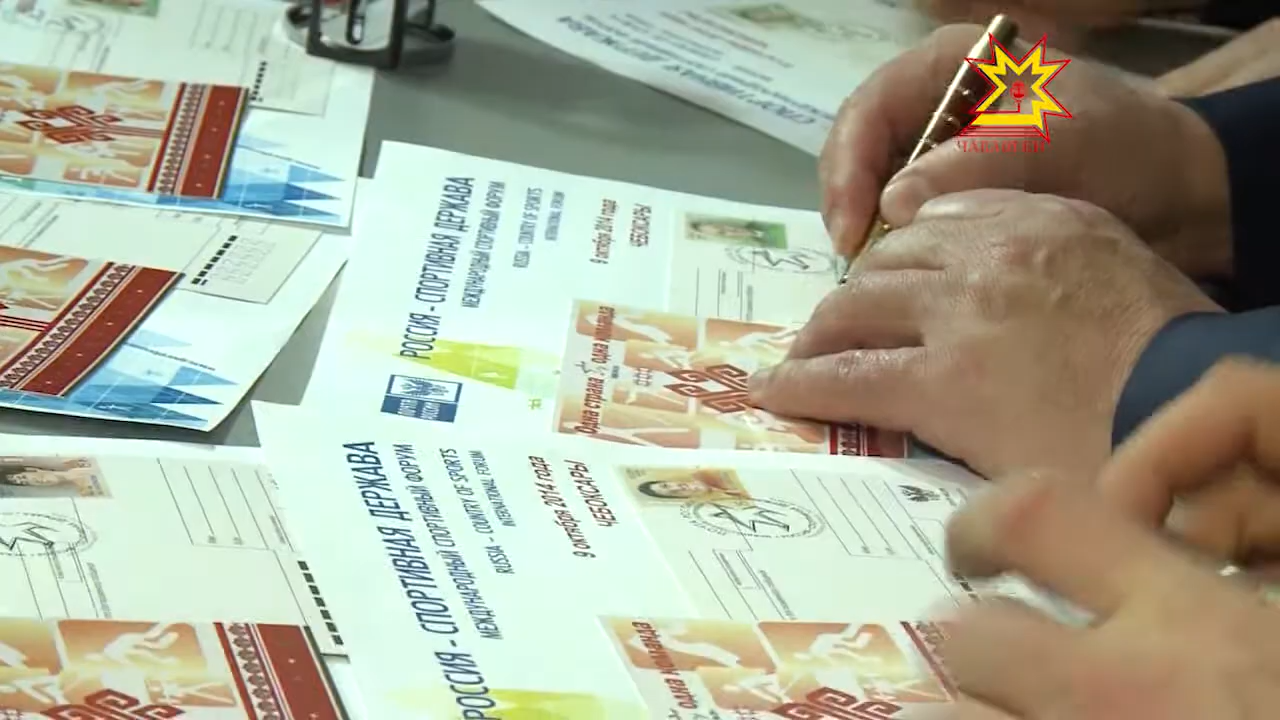 РОССИЯ - СПОРТИВНАЯ ДЕРЖАВА
МЕЖДУНАРОДНЫЙ СПОРТИВНЫЙ ФОРУМ
RUSSIA – COUNTRY OF SPORTS
INTERNATIONAL FORUM
9 октября 2014 года
ЧЕБОКСАРЫ
Одна страна
одна команда
РОССИЯ - СПОРТИВНАЯ ДЕРЖАВА
МЕЖДУНАРОДНЫЙ СПОРТИВНЫЙ ФОРУМ
RUSSIA – COUNTRY OF SPORTS
INTERNATIONAL FORUM
9 октября 2014 года
ЧЕБОКСАРЫ
одна команда